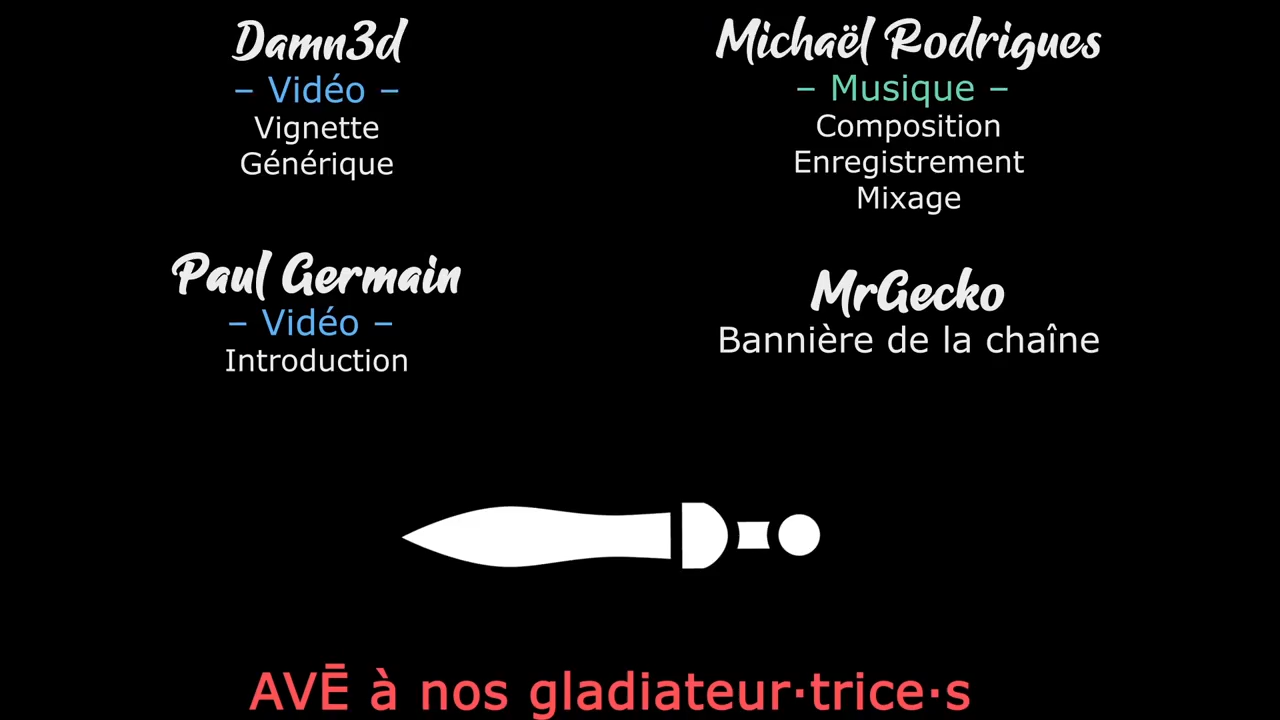 Damn3d
– Vidéo –
Vignette
Générique
Michaël Rodrigues
– Musique –
Composition
Enregistrement
Mixage
Paul Germain
– Vidéo –
Introduction
MrGecko
Bannière de la chaîne
AVĒ à nos gladiateur·trice·s